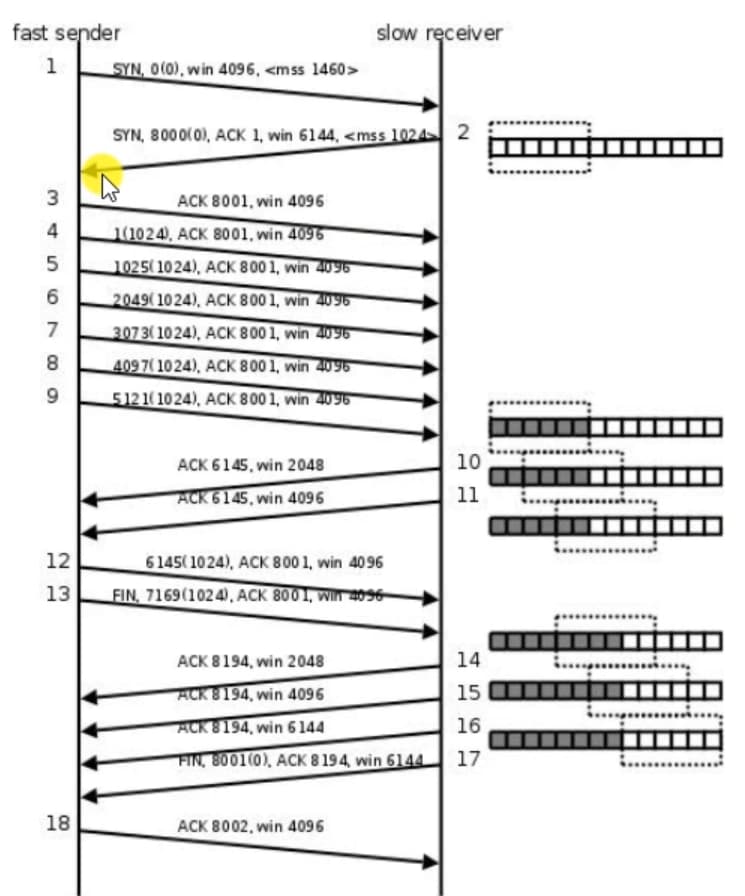 fast sender slow receiver
1 SYN, 0(0), win 4096, <mss 1460>
SYN, 8000(0), ACK 1, win 6144, <mss 1024> 2
3 ACK 8001, win 4096
4 1(1024), ACK 8001, win 4096
5 1025(1024), ACK 8001, win 4096
6 2049(1024), ACK 8001, win 4096
7 3073(1024), ACK 8001, win 4096
8 4097(1024), ACK 8001, win 4096
9 5121(1024), ACK 8001, win 4096
ACK 6145, win 2048 10
ACK 6145, win 4096 11
12 6145(1024), ACK 8001, win 4096
13 FIN, 7169(1024), ACK 8001, win 4096
ACK 8194, win 2048 14
ACK 8194, win 4096 15
ACK 8194, win 6144 16
FIN, 8001(0), ACK 8194, win 6144 17
18 ACK 8002, win 4096